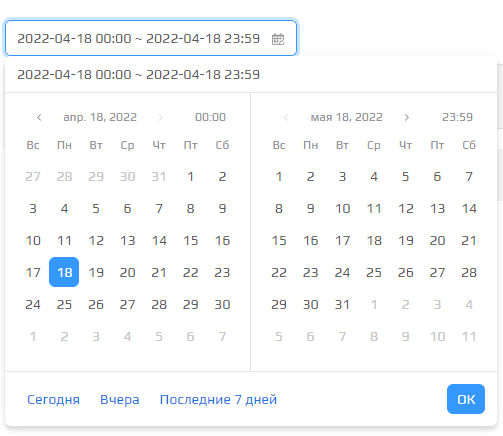 2022-04-18 00:00 ~ 2022-04-18 23:59
2022-04-18 00:00 ~ 2022-04-18 23:59
апр. 18, 2022 00:00
Вс Пн Вт Ср Чт Пт Сб
27 28 29 30 31 1 2
3 4 5 6 7 8 9
10 11 12 13 14 15 16
17 18 19 20 21 22 23
24 25 26 27 28 29 30
1 2 3 4 5 6 7
мая 18, 2022 23:59
Вс Пн Вт Ср Чт Пт Сб
1 2 3 4 5 6 7
8 9 10 11 12 13 14
15 16 17 18 19 20 21
22 23 24 25 26 27 28
29 30 31 1 2 3 4
5 6 7 8 9 10 11
Сегодня Вчера Последние 7 дней OK